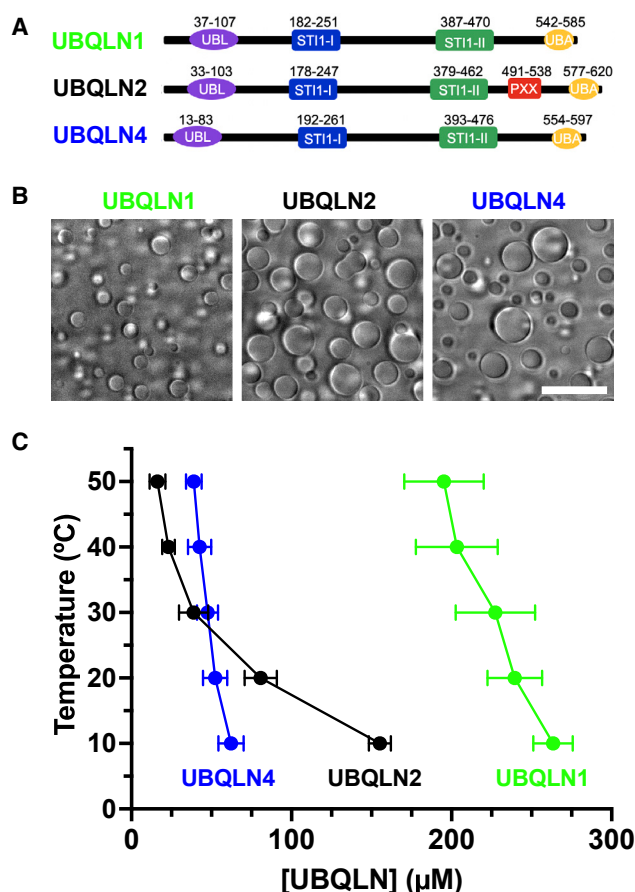 A
37-107 182-251 387-470 542-585
UBQLN1 UBL STI1-I STI1-II UBA
33-103 178-247 379-462 491-538 577-620
UBQLN2 UBL STI1-I STI1-II PXX UBA
13-83 192-261 393-476 554-597
UBQLN4 UBL STI1-I STI1-II UBA
B
UBQLN1 UBQLN2 UBQLN4
C
50
40
30
20
10
0
Temperature (ºC)
UBQLN4 UBQLN2 UBQLN1
0 100 200 300
[UBQLN] (µM)